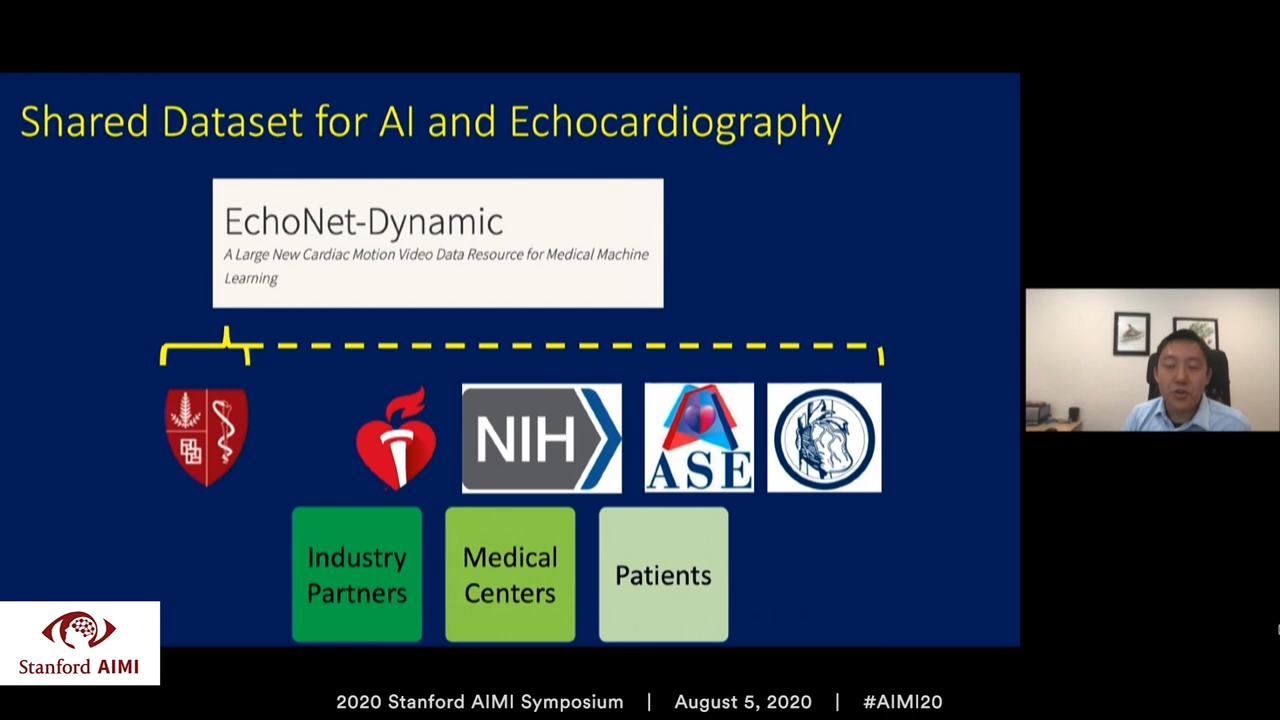 Shared Dataset for AI and Echocardiography
EchoNet-Dynamic
A Large New Cardiac Motion Video Data Resource for Medical Machine
Learning
NIH
ASE
Industry
Partners
Medical
Centers
Patients
Stanford AIMI
2020 Stanford AIMI Symposium | August 5, 2020 | #AIMI20